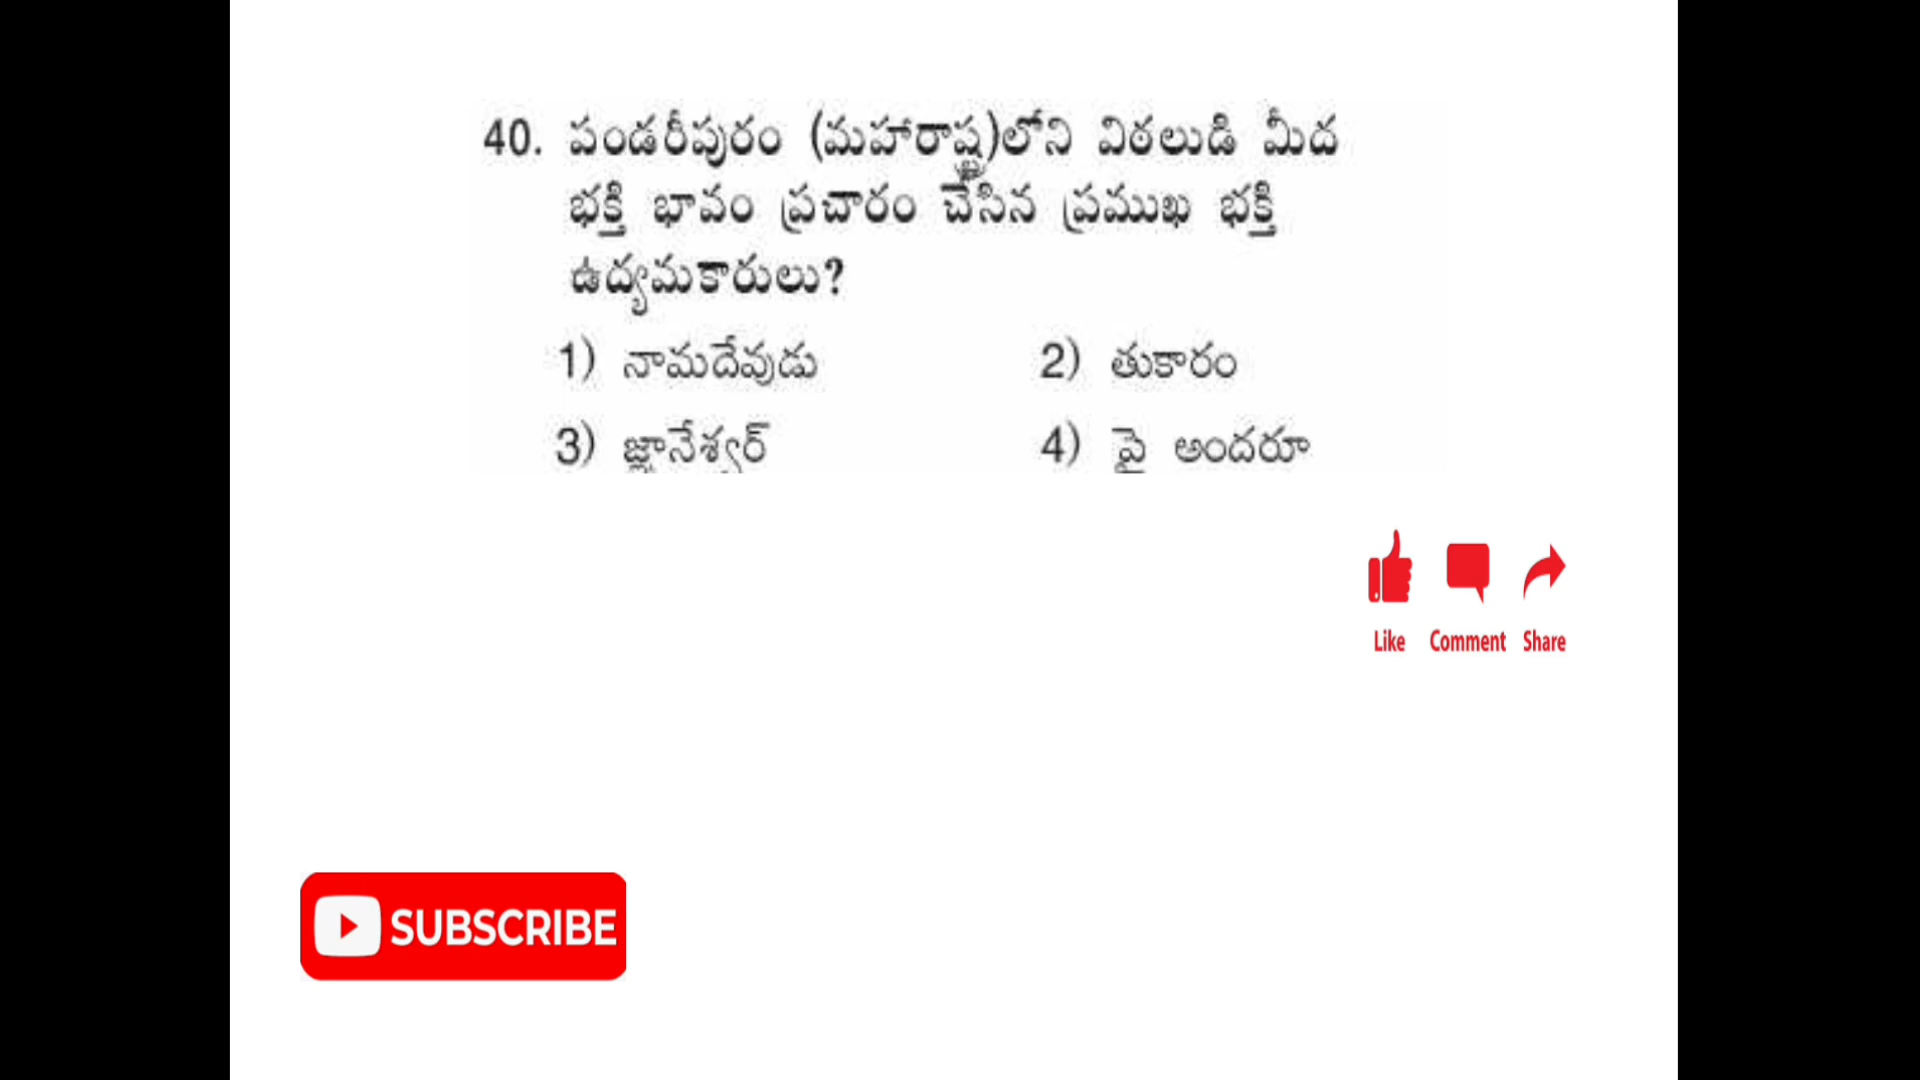 40. పండరీపురం (మహారాష్ట్ర)లోని విఠలుడి మీద
భక్తి భావం ప్రచారం చేసిన ప్రముఖ భక్తి
ఉద్యమకారులు?
1) నామదేవుడు 2) తుకారం
3) జ్ఞానేశ్వర్ 4) పై అందరూ
Like Comment Share
SUBSCRIBE